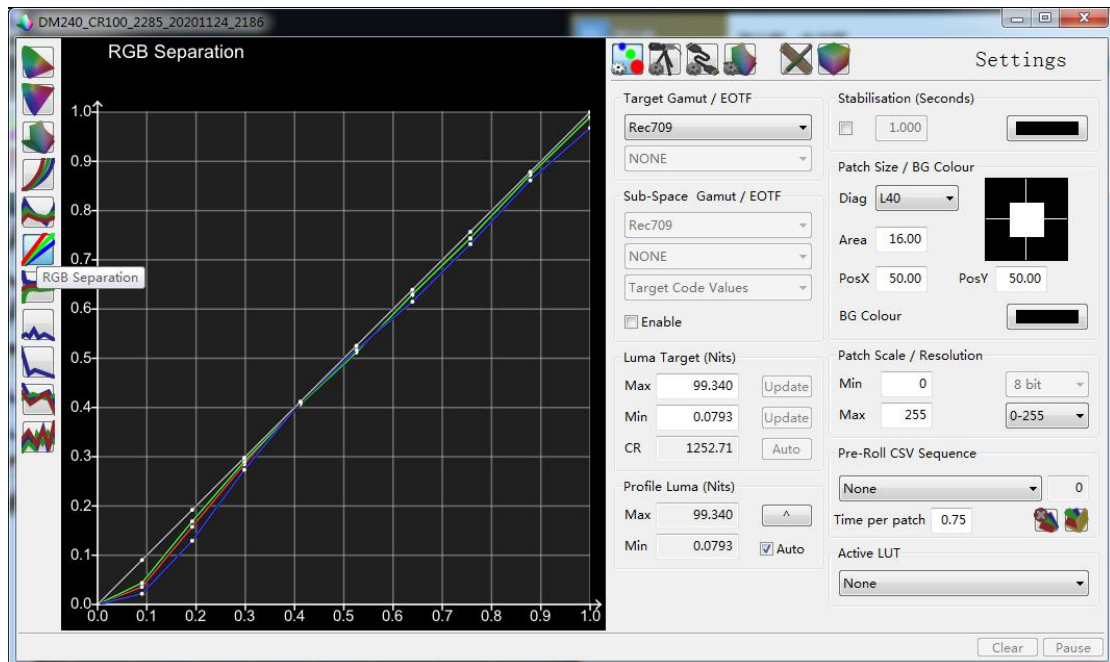 DM240_CR100_2285_20201124_2186
RGB Separation
1.0
0.9
0.8
0.7
RGB Separation
0.6
0.5
0.4
0.3
0.2
0.1
0.0
0.0 0.1 0.2 0.3 0.4 0.5 0.6 0.7 0.8 0.9 1.0
Settings
Target Gamut / EOTF
Rec709
NONE
Sub-Space Gamut / EOTF
Rec709
NONE
Target Code Values
Enable
Luma Target (Nits)
Max 99.340 Update
Min 0.0793 Update
CR 1252.71 Auto
Profile Luma (Nits)
Max 99.340 ^
Min 0.0793 Auto
Stabilisation (Seconds)
1.000
Patch Size / BG Colour
Diag L40
Area 16.00
PosX 50.00 PosY 50.00
BG Colour
Patch Scale / Resolution
Min 0 8 bit
Max 255 0-255
Pre-Roll CSV Sequence
None 0
Time per patch 0.75
Active LUT
None
Clear Pause